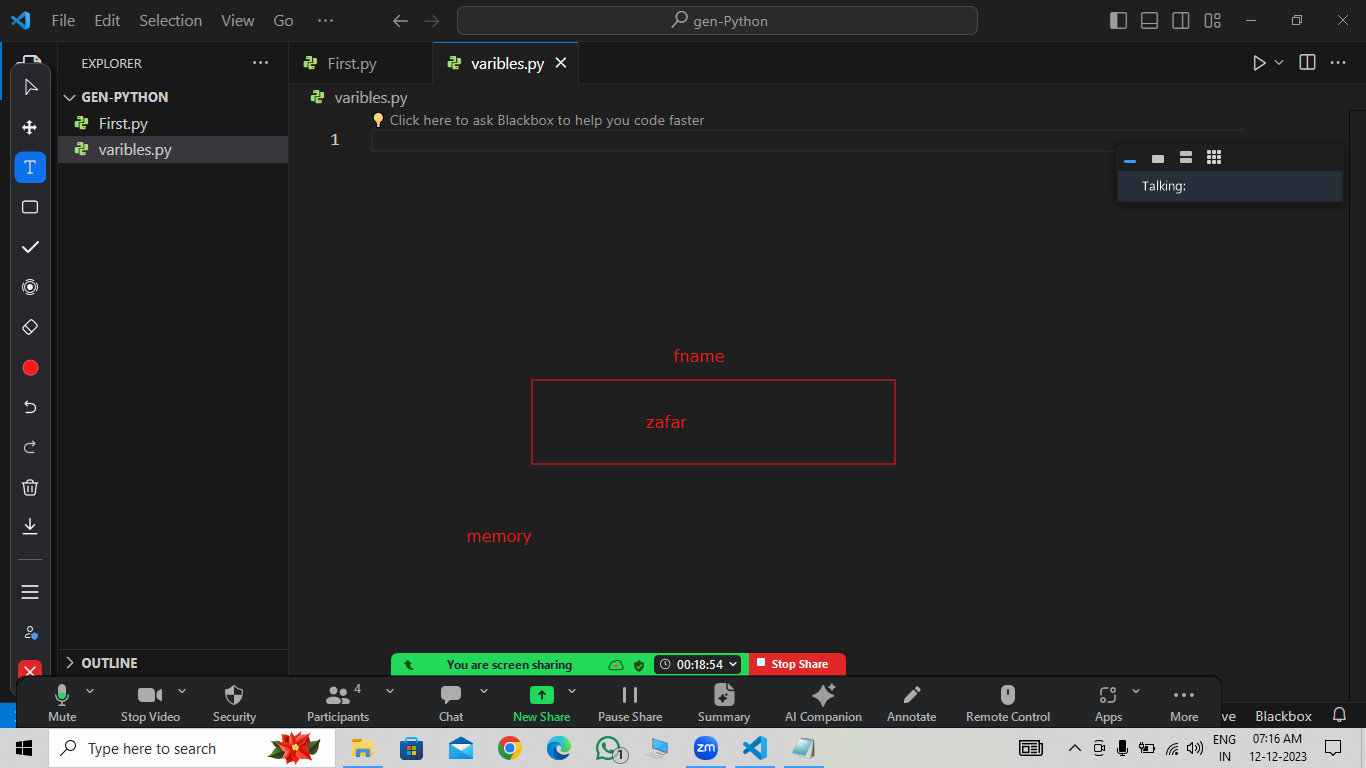 File Edit Selection View Go
gen-Python
EXPLORER
First.py
varibles.py
GEN-PYTHON
varibles.py
First.py
Click here to ask Blackbox to help you code faster
varibles.py
1
Talking:
T
fname
zafar
memory
OUTLINE
You are screen sharing 00:18:54 Stop Share
Mute Stop Video Security Participants 4 Chat New Share Pause Share Summary AI Companion Annotate Remote Control Apps More
ve Blackbox
Type here to search
1
zm
ENG
IN
07:16 AM
12-12-2023